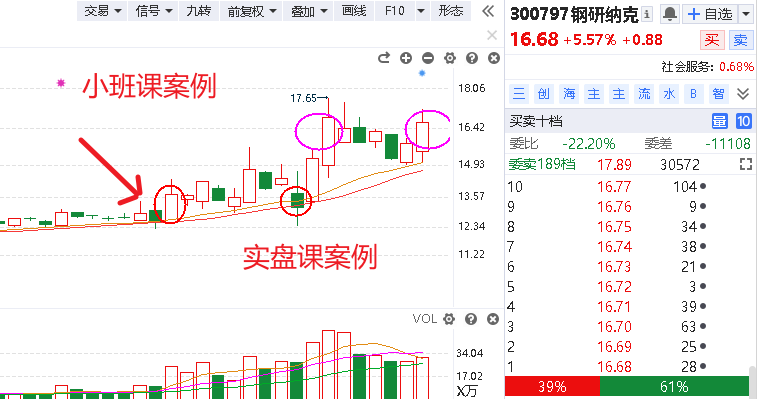 交易 信号 九转 前复权 叠加 画线 F10 形态
300797 钢研纳克
自选
16.68 +5.57% +0.88
买 卖
社会服务: 0.68%
三 创 海 主 主 流 水 B 智
买卖十档 量 10
委比 -22.20% 委差 -11108
委卖189档 17.89 30572
10 16.77 104
9 16.76 9
8 16.75 34
7 16.74 38
6 16.73 21
5 16.72 3
4 16.71 39
3 16.70 63
2 16.69 25
1 16.68 28
39% 61%
小班课案例
17.65
实盘课案例
18.06
16.42
14.93
13.57
12.34
11.22
VOL
34.04
17.02
X万